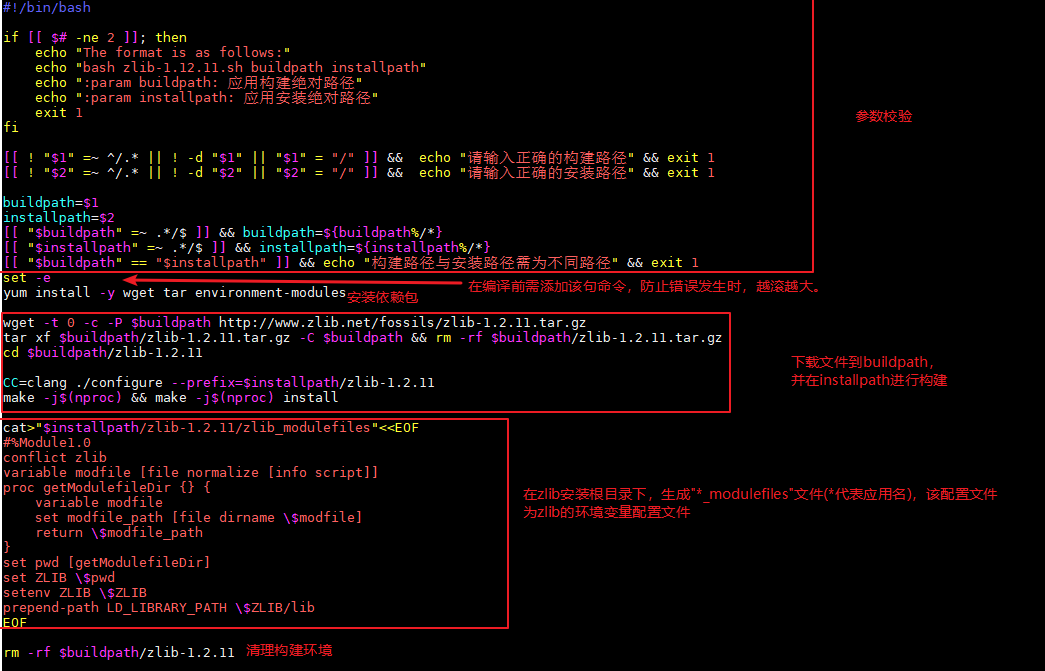 #!/bin/bash
if [[ $# -ne 2 ]]; then
    echo "The format is as follows:"
    echo "bash zlib-1.12.11.sh buildpath installpath"
    echo ":param buildpath: 应用构建绝对路径"
    echo ":param installpath: 应用安装绝对路径"
    exit 1
fi
参数校验
[[ ! "$1" =~ ^/.* || ! -d "$1" || "$1" = "/" ]] &&  echo "请输入正确的构建路径" && exit 1
[[ ! "$2" =~ ^/.* || ! -d "$2" || "$2" = "/" ]] &&  echo "请输入正确的安装路径" && exit 1
buildpath=$1
installpath=$2
[[ "$buildpath" =~ .*/$ ]] && buildpath=${buildpath%/*}
[[ "$installpath" =~ .*/$ ]] && installpath=${installpath%/*}
[[ "$buildpath" == "$installpath" ]] && echo "构建路径与安装路径需为不同路径" && exit 1
set -e
在编译前需添加该句命令，防止错误发生时，越滚越大。
yum install -y wget tar environment-modules
安装依赖包
wget -t 0 -c -P $buildpath http://www.zlib.net/fossils/zlib-1.2.11.tar.gz
tar xf $buildpath/zlib-1.2.11.tar.gz -C $buildpath && rm -rf $buildpath/zlib-1.2.11.tar.gz
cd $buildpath/zlib-1.2.11
下载文件到buildpath，
并在installpath进行构建
CC=clang ./configure --prefix=$installpath/zlib-1.2.11
make -j$(nproc) && make -j$(nproc) install
cat>"$installpath/zlib-1.2.11/zlib_modulefiles"<<EOF
#%Module1.0
conflict zlib
variable modfile [file normalize [info script]]
proc getModulefileDir {} {
    variable modfile
    set modfile_path [file dirname \$modfile]
    return \$modfile_path
}
在zlib安装根目录下，生成"*_modulefiles"文件(*代表应用名)，该配置文件
为zlib的环境变量配置文件
set pwd [getModulefileDir]
set ZLIB \$pwd
setenv ZLIB \$ZLIB
prepend-path LD_LIBRARY_PATH \$ZLIB/lib
EOF
rm -rf $buildpath/zlib-1.2.11
清理构建环境